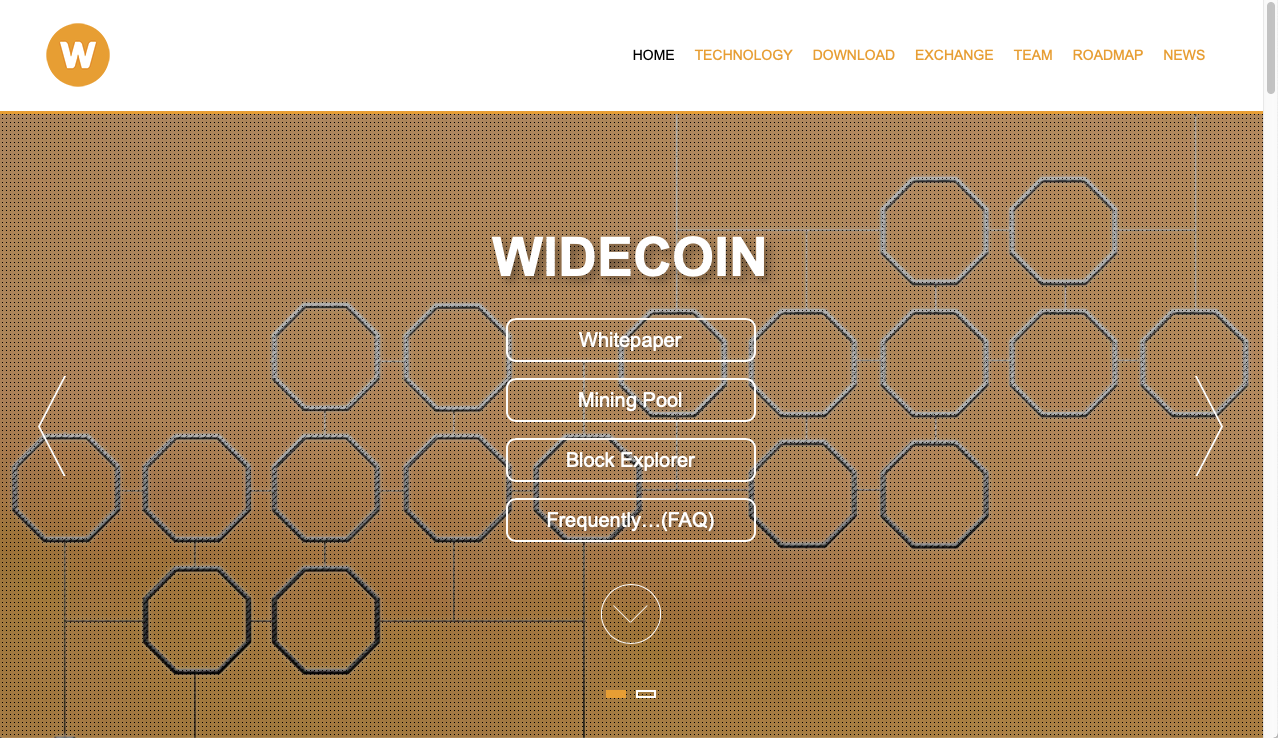 W
HOME TECHNOLOGY DOWNLOAD EXCHANGE TEAM ROADMAP NEWS
WIDECOIN
Whitepaper
Mining Pool
Block Explorer
Frequently...(FAQ)